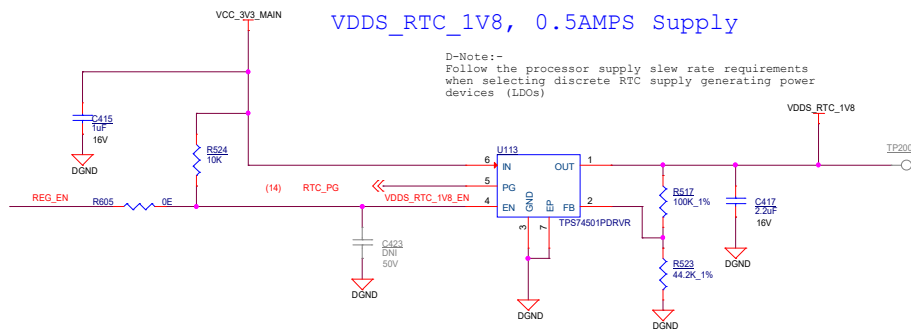 VCC_3V3_MAIN
VDDS_RTC_1V8, 0.5AMPS Supply
D-Note:-
Follow the processor supply slew rate requirements
when selecting discrete RTC supply generating power
devices (LDOs)
VDDS_RTC_1V8
C415
1uF
16V
DGND
R524
10K
U113
TP200
6 IN OUT 1
(14) RTC_PG
5 PG
REG_EN
R605 0E
VDDS_RTC_1V8_EN
4 EN GND EP FB 2
3 7
TPS74501PDRVR
R517
100K_1%
C417
2.2uF
16V
DGND
C423
DNI
50V
DGND
R523
44.2K_1%
DGND
DGND